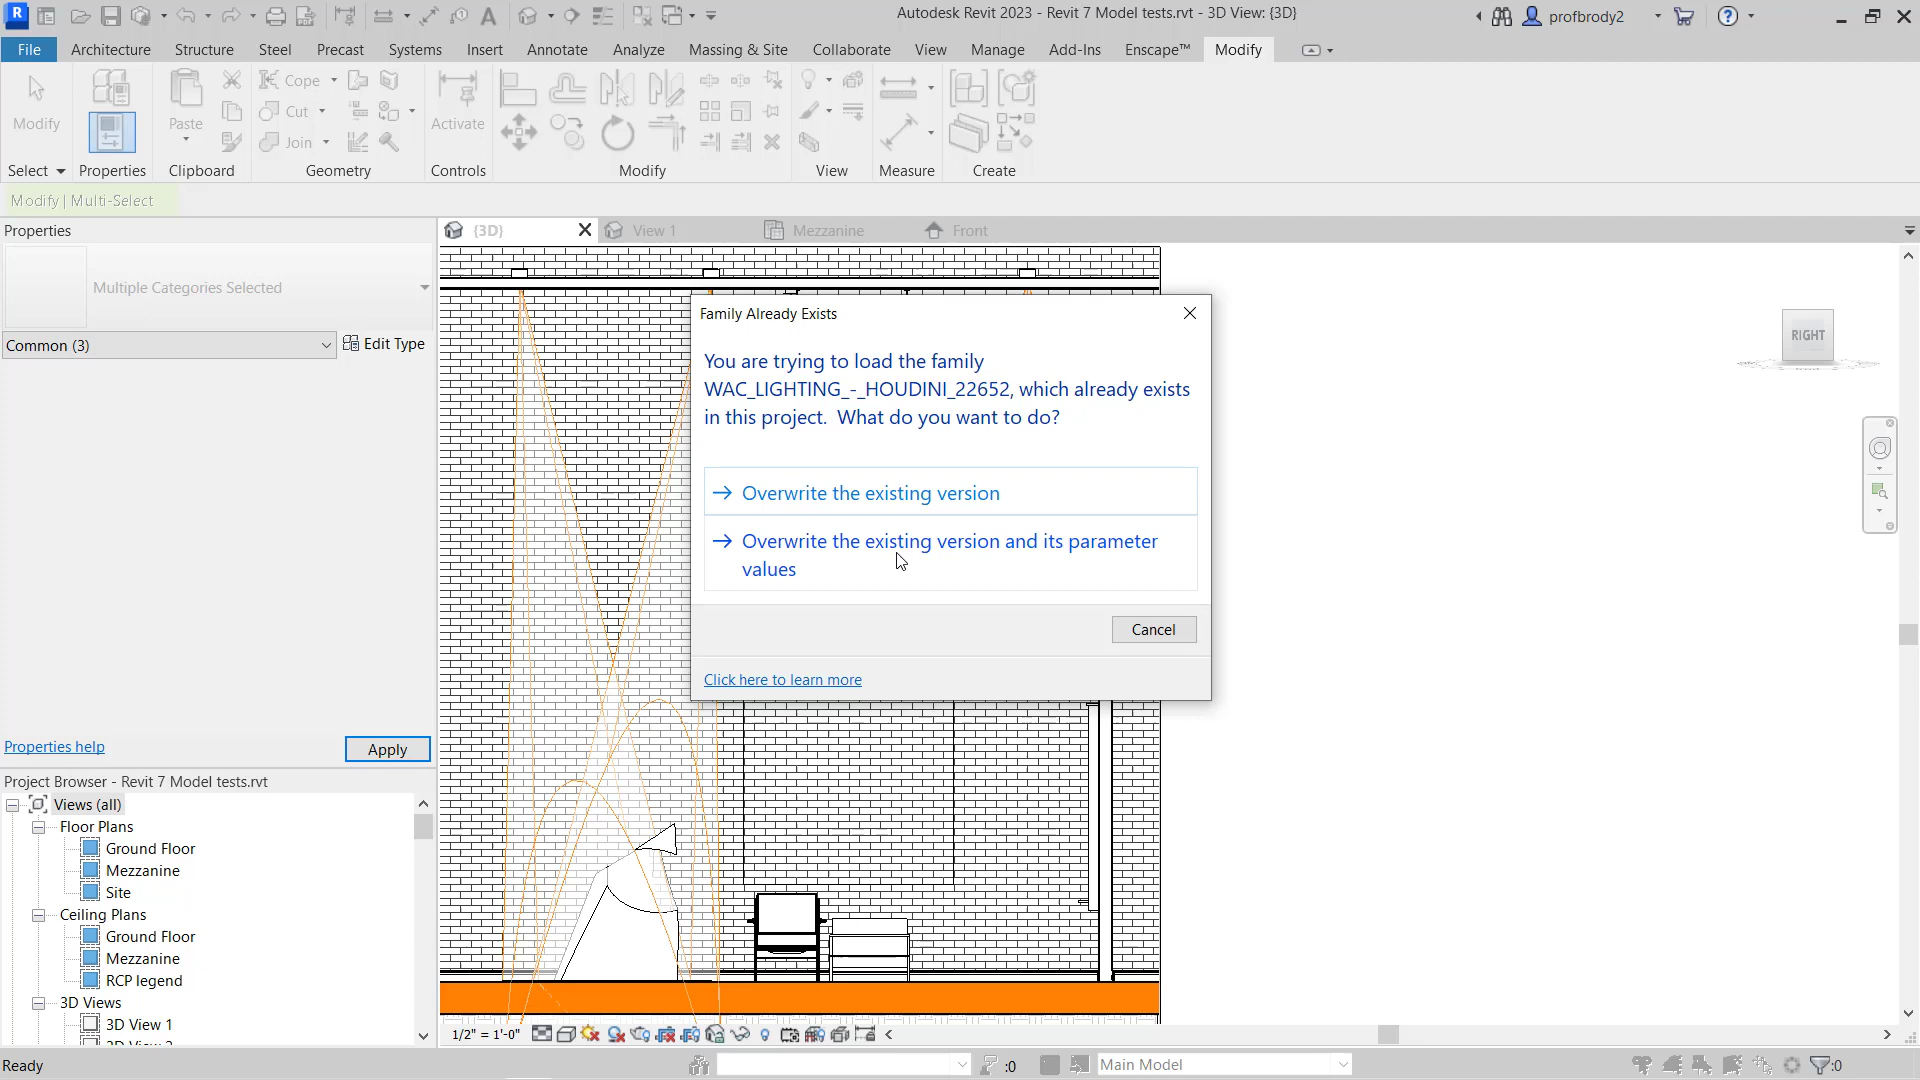 Autodesk Revit 2023 - Revit 7 Model tests.rvt - 3D View: {3D}
profbrody2
File
Architecture
Structure
Steel
Precast
Systems
Insert
Annotate
Analyze
Massing & Site
Collaborate
View
Manage
Add-Ins
Enscape™
Modify
Modify
Paste
Cope
Cut
Join
Activate
Select
Properties
Clipboard
Geometry
Controls
Modify
View
Measure
Create
Modify | Multi-Select
Properties
{3D}
View 1
Mezzanine
Front
Multiple Categories Selected
Common (3)
Edit Type
Family Already Exists
You are trying to load the family
WAC_LIGHTING_-_HOUDINI_22652, which already exists
in this project.  What do you want to do?
Overwrite the existing version
Overwrite the existing version and its parameter
values
Cancel
Click here to learn more
RIGHT
Properties help
Apply
Project Browser - Revit 7 Model tests.rvt
Views (all)
Floor Plans
Ground Floor
Mezzanine
Site
Ceiling Plans
Ground Floor
Mezzanine
RCP legend
3D Views
3D View 1
1/2" = 1'-0"
Ready
:0
Main Model
:0